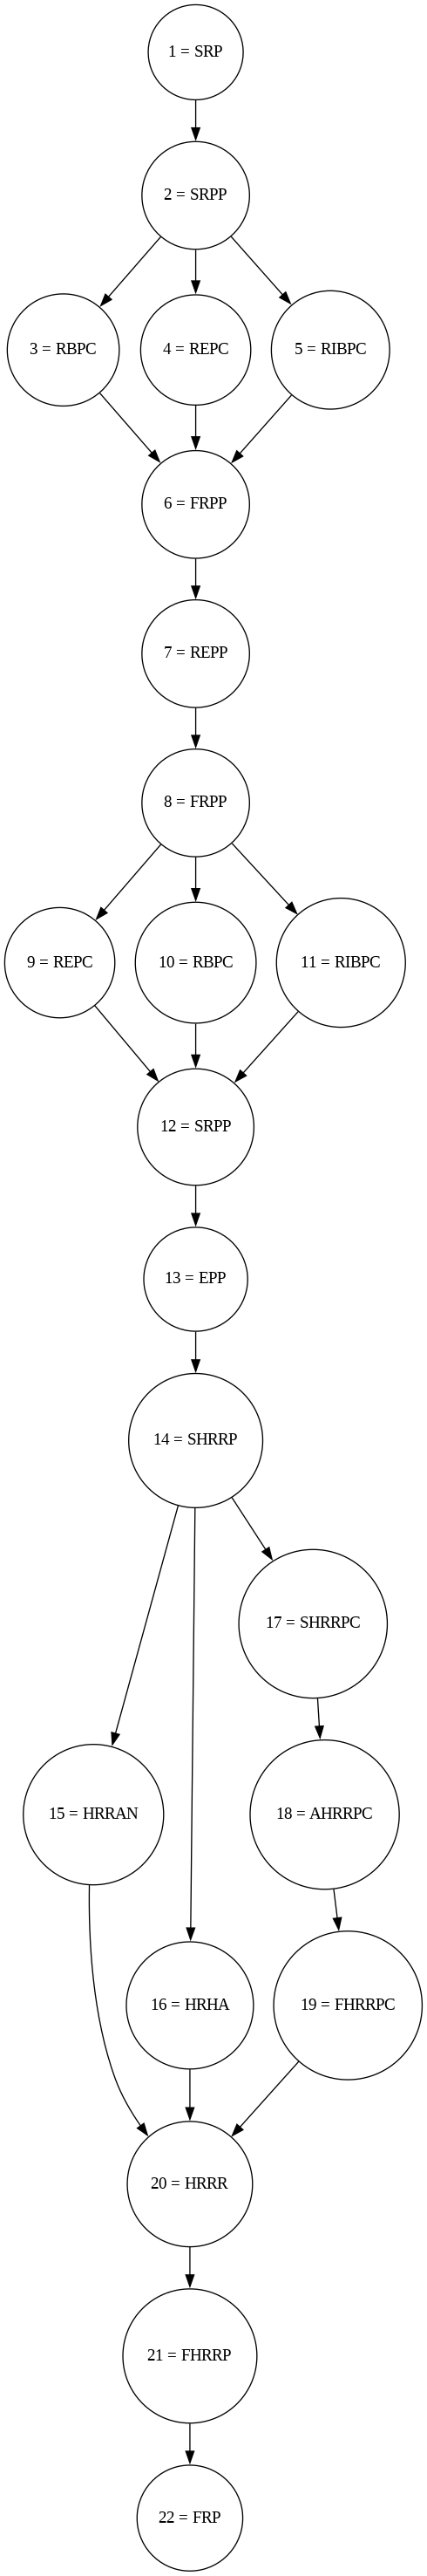 1 = SRP
2 = SRPP
3 = RBPC
4 = REPC
5 = RIBPC
6 = FRPP
7 = REPP
8 = FRPP
9 = REPC
10 = RBPC
11 = RIBPC
12 = SRPP
13 = EPP
14 = SHRRP
17 = SHRRPC
15 = HRRAN
18 = AHRRPC
16 = HRHA
19 = FHRRPC
20 = HRRR
21 = FHRRP
22 = FRP